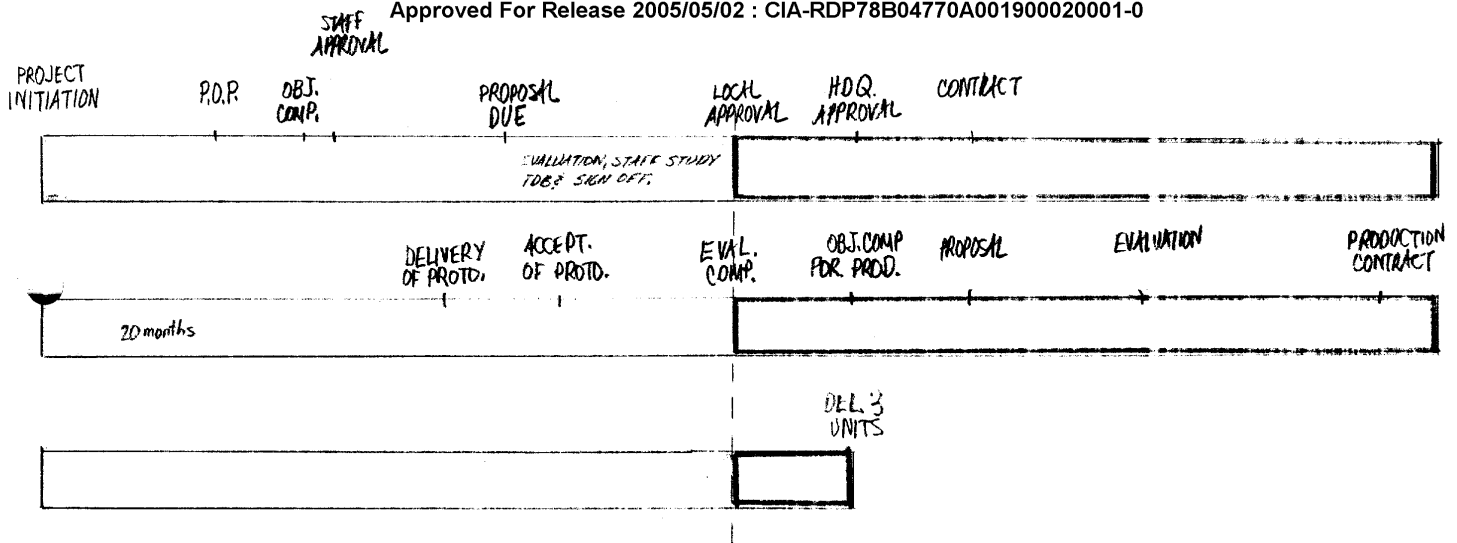 Approved For Release 2005/05/02 : CIA-RDP78B04770A001900020001-0
STAFF
APPROVAL
PROJECT
INITIATION
P.O.P.
OBJ.
COMP.
PROPOSAL
DUE
LOCAL
APPROVAL
HDQ.
APPROVAL
CONTRACT
EVALUATION, STAFF STUDY
TDB& SIGN OFF.
DELIVERY
OF PROTO.
ACCEPT.
OF PROTO.
EVAL.
COMP.
OBJ. COMP
FOR PROD.
PROPOSAL
EVALUATION
PRODUCTION
CONTRACT
20 months
DEL. 3
UNITS